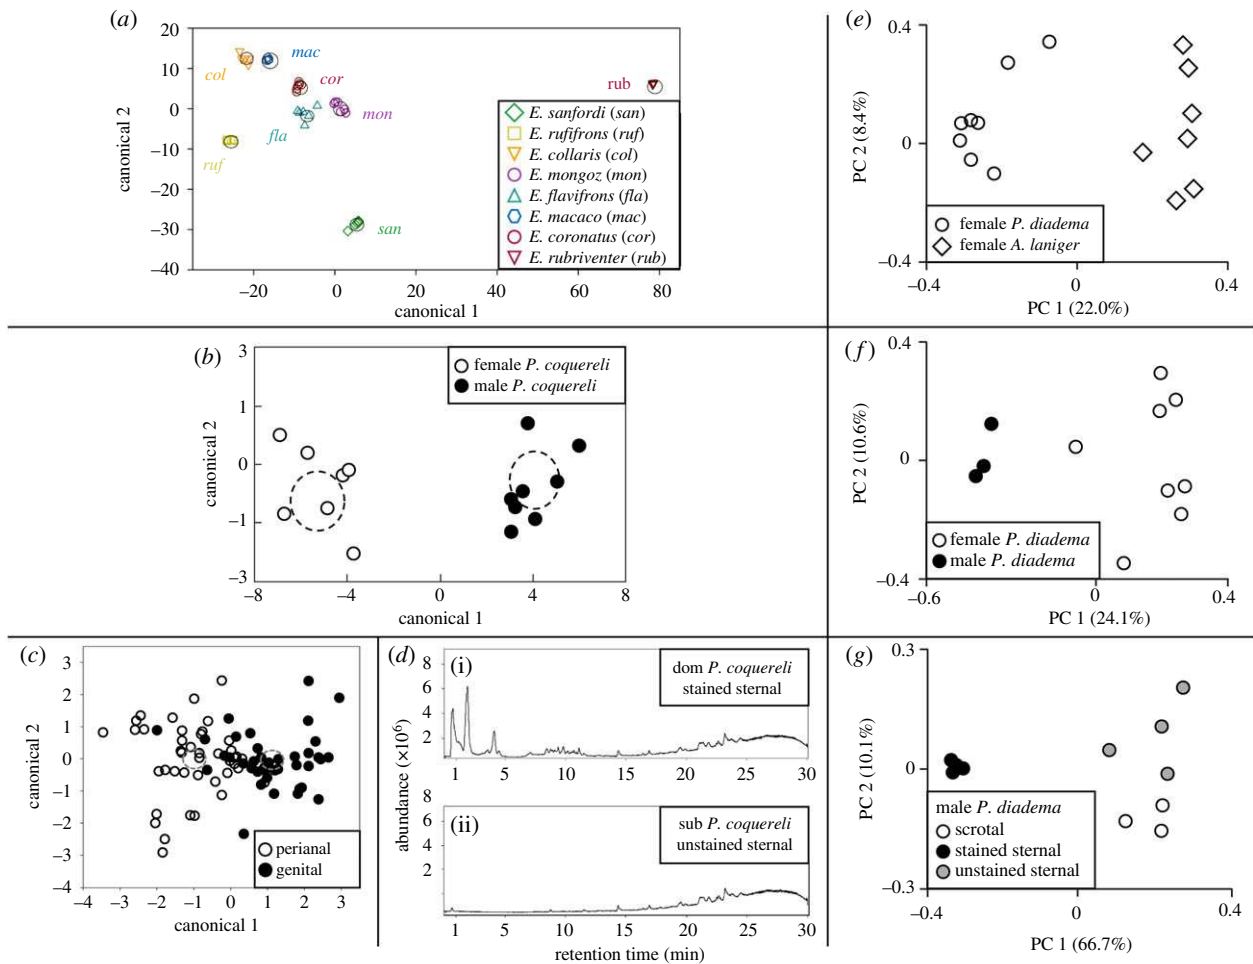 (a)
20
10
0
−10
−20
−30
−40
canonical 2
col
mac
cor
fla
mon
ruf
san
rub
E. sanfordi (san)
E. rufifrons (ruf)
E. collaris (col)
E. mongoz (mon)
E. flavifrons (fla)
E. macaco (mac)
E. coronatus (cor)
E. rubriventer (rub)
−20 0 20 40 60 80
canonical 1
(b)
3
1
0
−1
−3
canonical 2
female P. coquereli
male P. coquereli
−8 −4 0 4 8
canonical 1
(c)
3
2
1
0
−1
−2
−3
−4
canonical 2
perianal
genital
−4 −3 −2 −1 0 1 2 3
canonical 1
(d)
(i)
dom P. coquereli
stained sternal
8
6
4
2
1 5 10 15 20 25 30
abundance (×10⁶)
(ii)
sub P. coquereli
unstained sternal
8
6
4
2
1 5 10 15 20 25 30
retention time (min)
(e)
0.4
0
−0.4
PC 2 (8.4%)
female P. diadema
female A. laniger
−0.4 0 0.4
PC 1 (22.0%)
(f)
0.4
0
−0.4
PC 2 (10.6%)
female P. diadema
male P. diadema
−0.6 0 0.4
PC 1 (24.1%)
(g)
0.3
0
−0.3
PC 2 (10.1%)
male P. diadema
scrotal
stained sternal
unstained sternal
−0.4 0 0.4
PC 1 (66.7%)